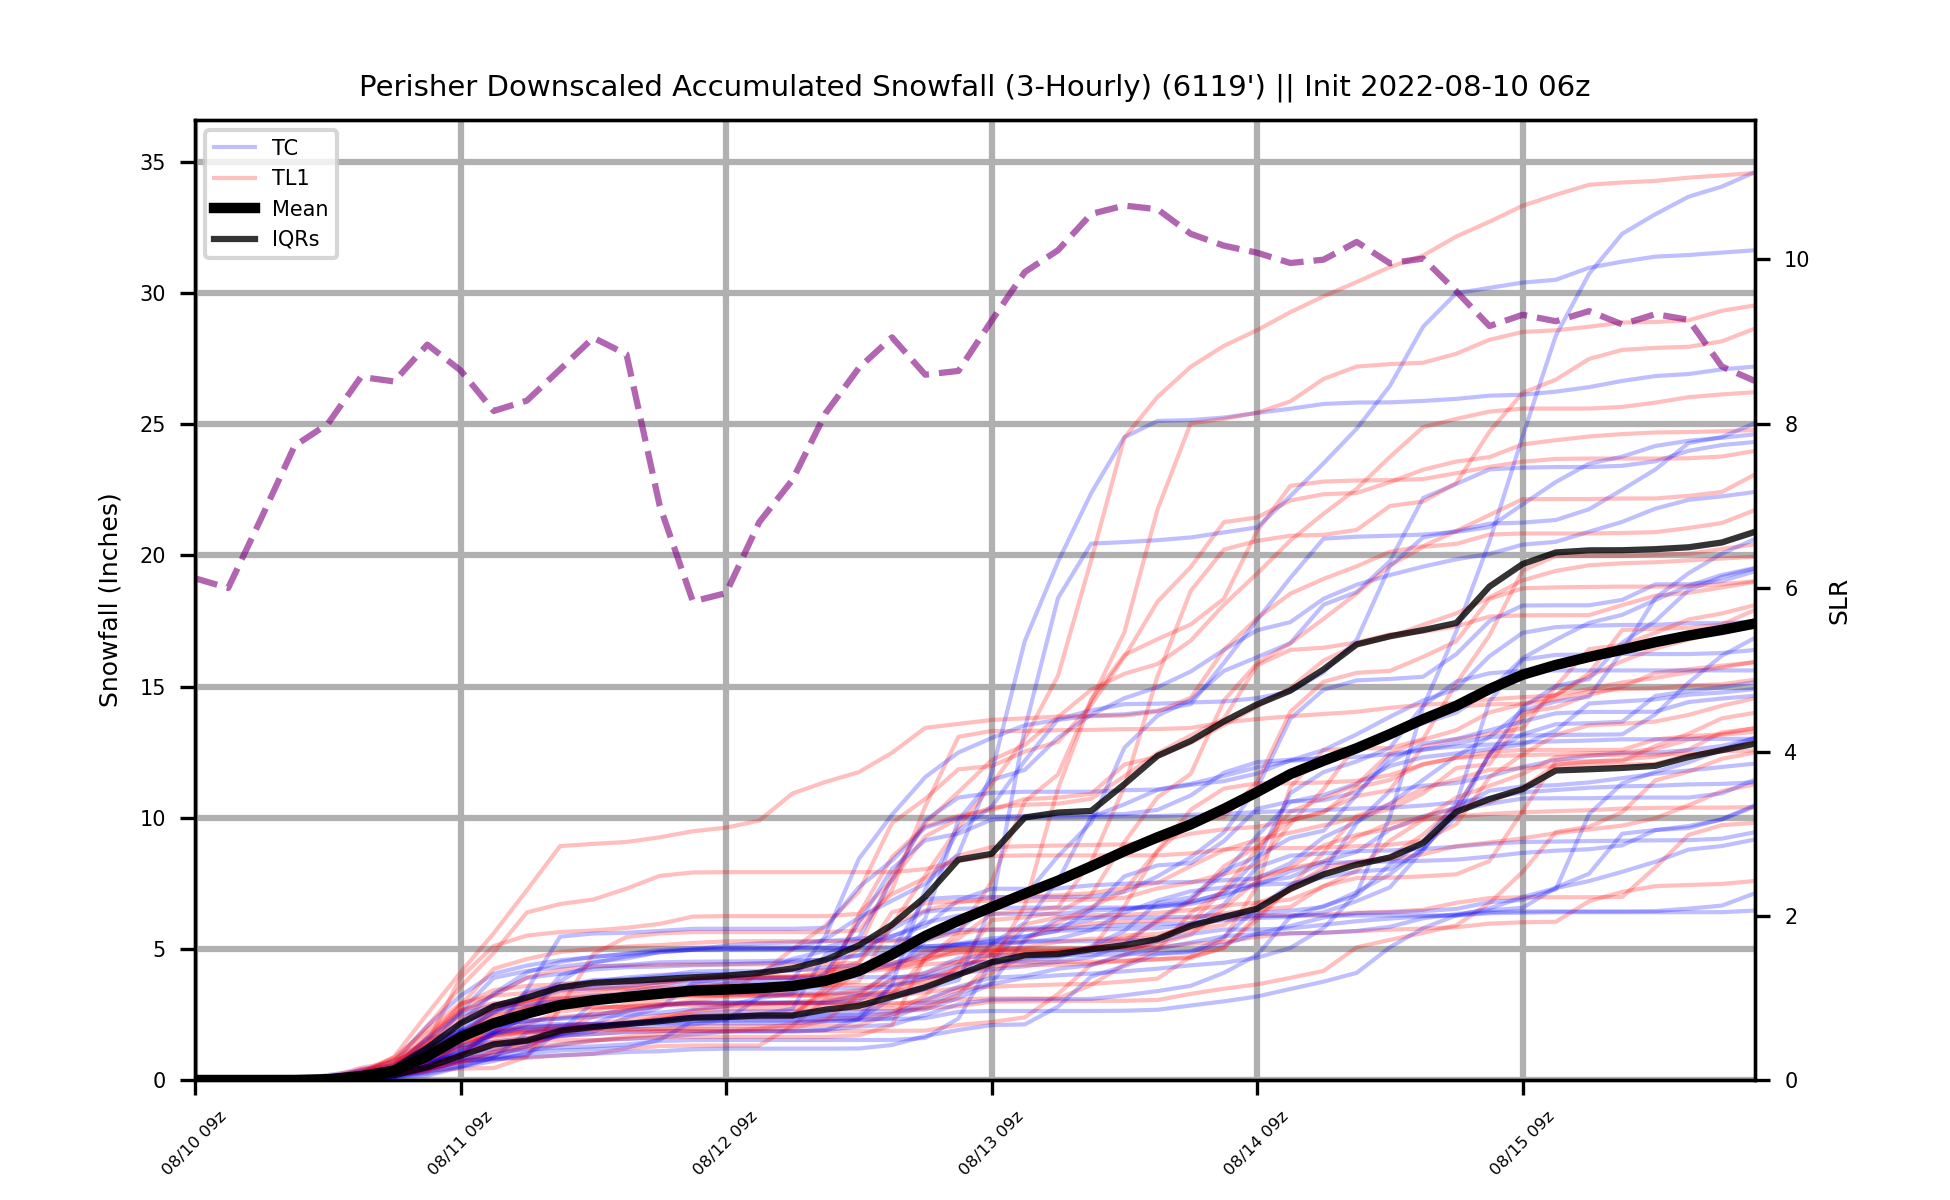 Perisher Downscaled Accumulated Snowfall (3-Hourly) (6119') || Init 2022-08-10 06z
TC
TL1
Mean
IQRs
Snowfall (Inches)
35
30
25
20
15
10
5
0
SLR
10
8
6
4
2
0
08/10 09z
08/11 09z
08/12 09z
08/13 09z
08/14 09z
08/15 09z